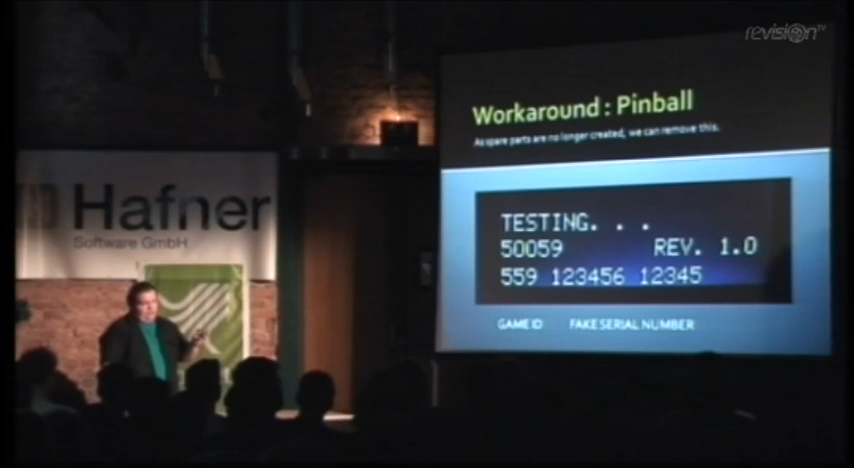 revision TV
Workaround : Pinball
As spare parts are no longer created, we can remove this.
TESTING. . .
50059 REV. 1.0
559 123456 12345
GAME ID FAKE SERIAL NUMBER
Hafner
Software GmbH